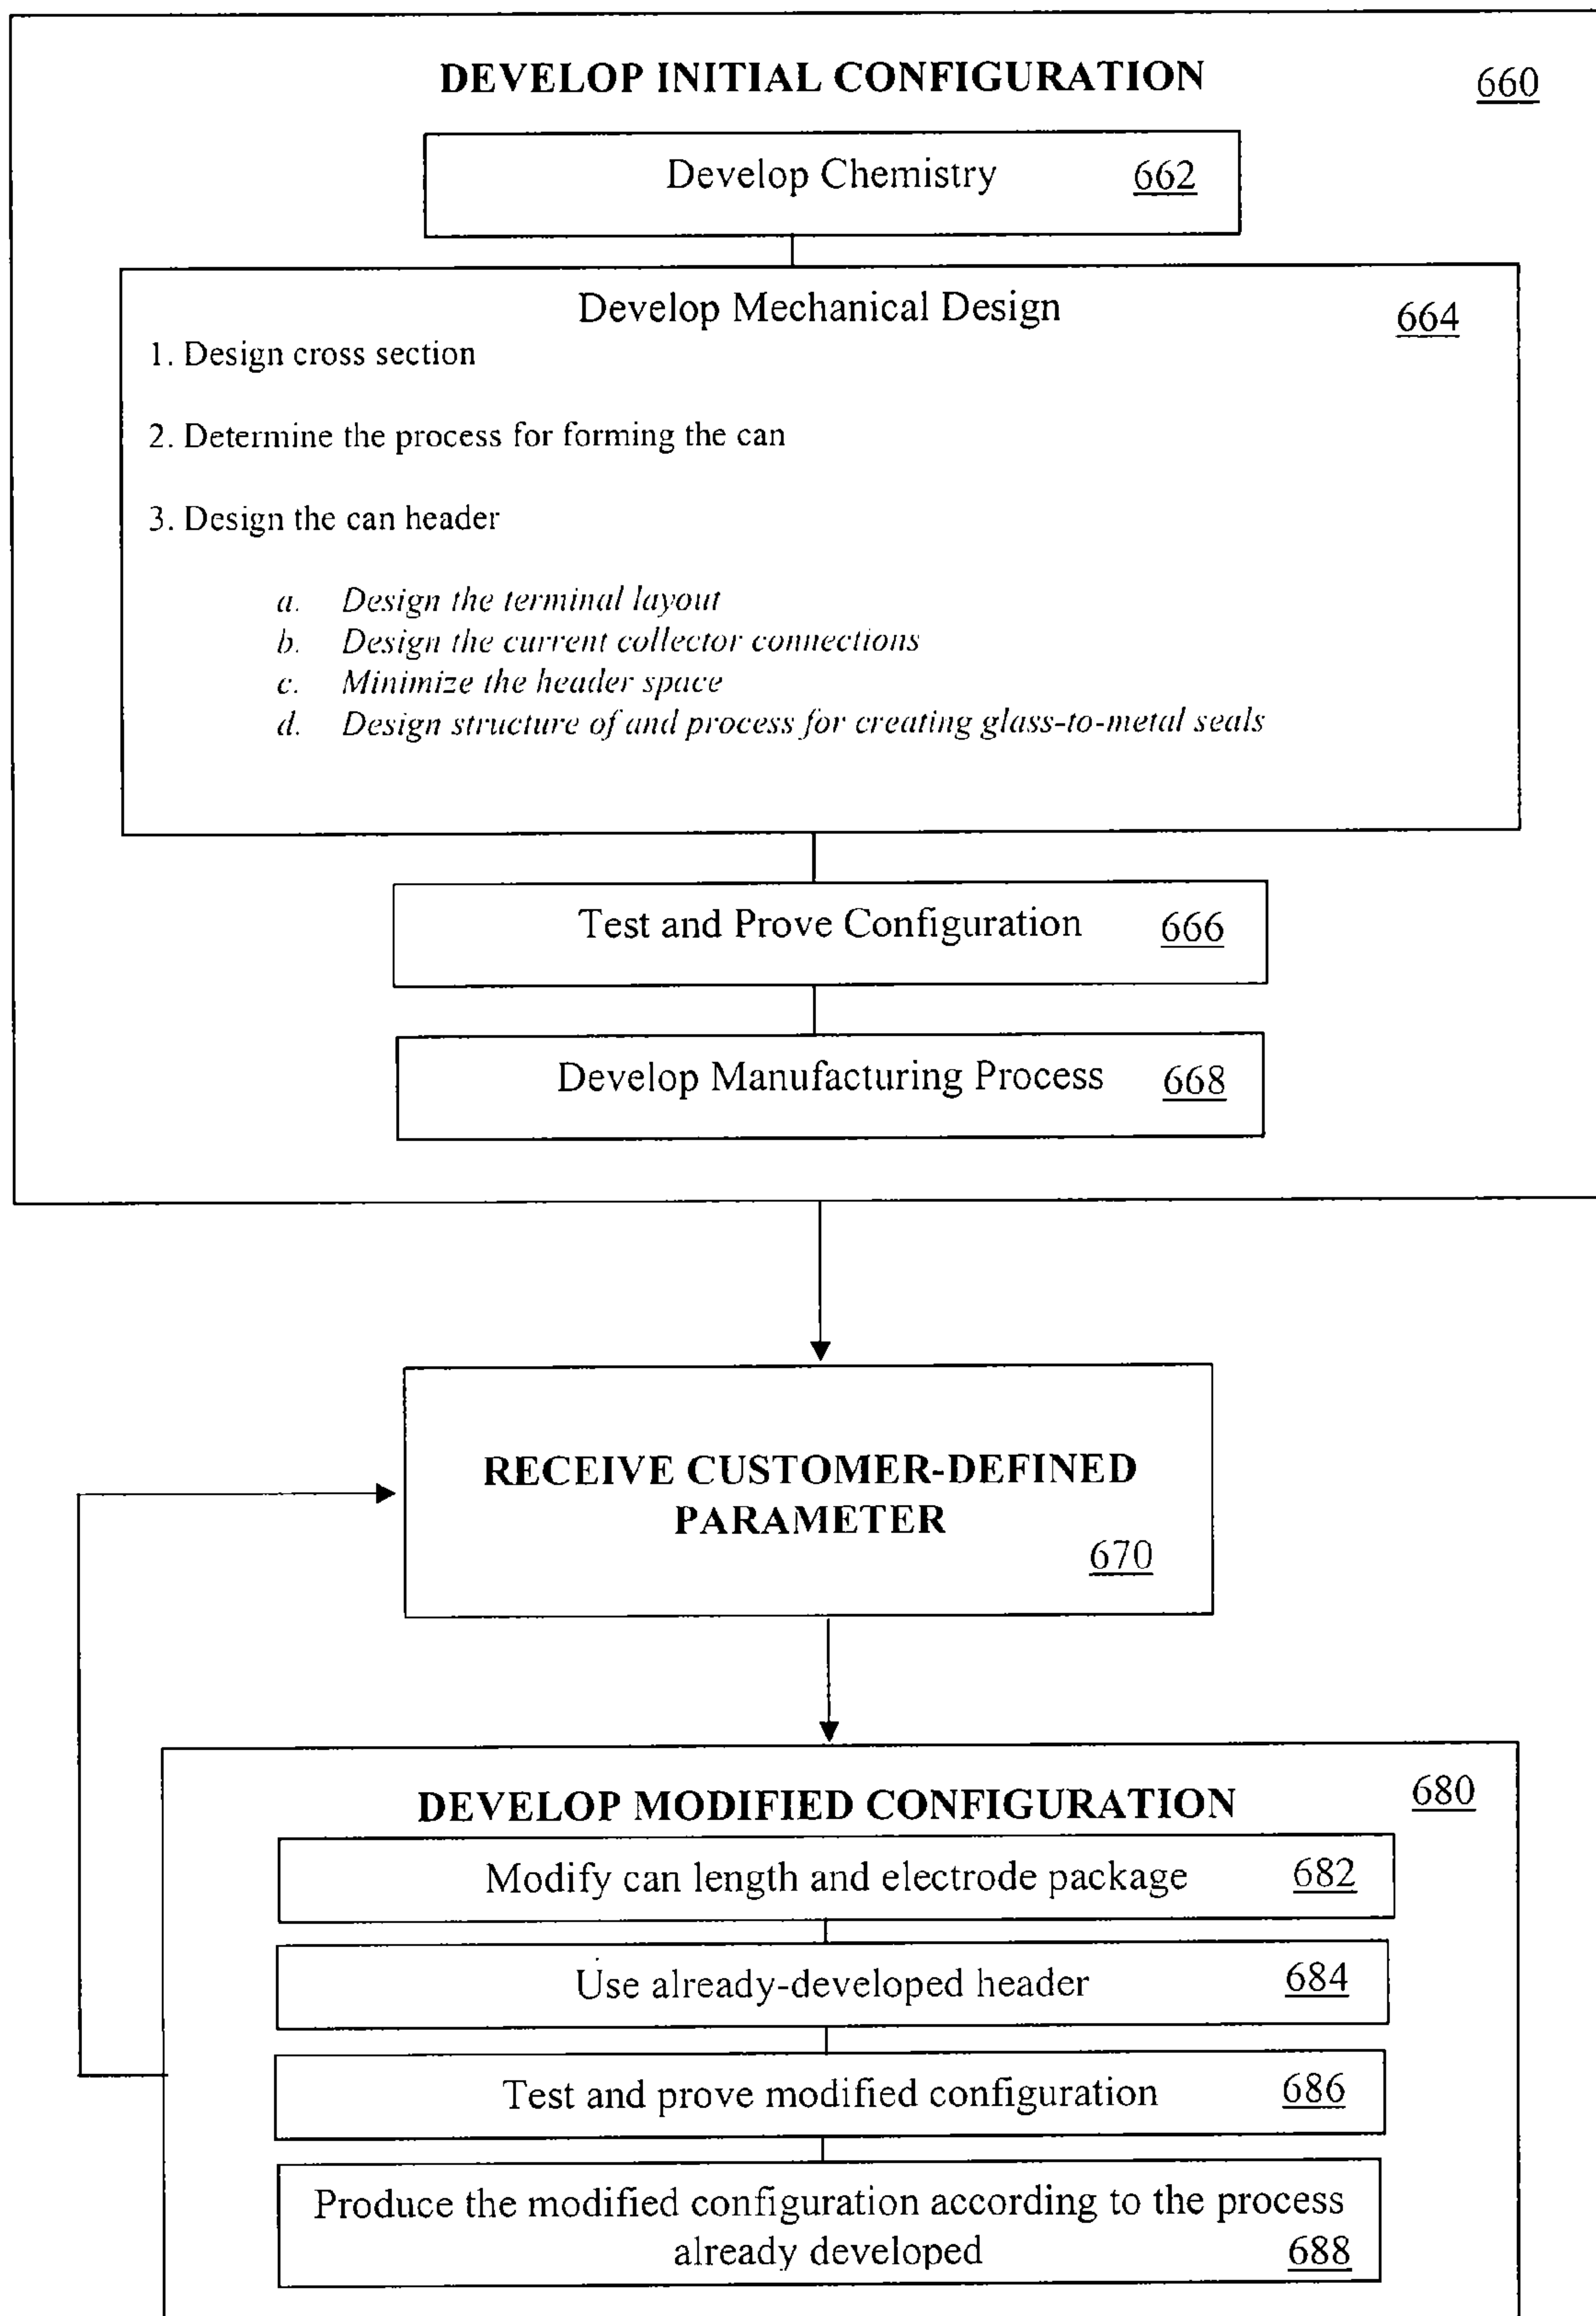 DEVELOP INITIAL CONFIGURATION 660
Develop Chemistry 662
Develop Mechanical Design 664
1. Design cross section
2. Determine the process for forming the can
3. Design the can header
a. Design the terminal layout
b. Design the current collector connections
c. Minimize the header space
d. Design structure of and process for creating glass-to-metal seals
Test and Prove Configuration 666
Develop Manufacturing Process 668
RECEIVE CUSTOMER-DEFINED
PARAMETER
670
DEVELOP MODIFIED CONFIGURATION 680
Modify can length and electrode package 682
Use already-developed header 684
Test and prove modified configuration 686
Produce the modified configuration according to the process
already developed 688